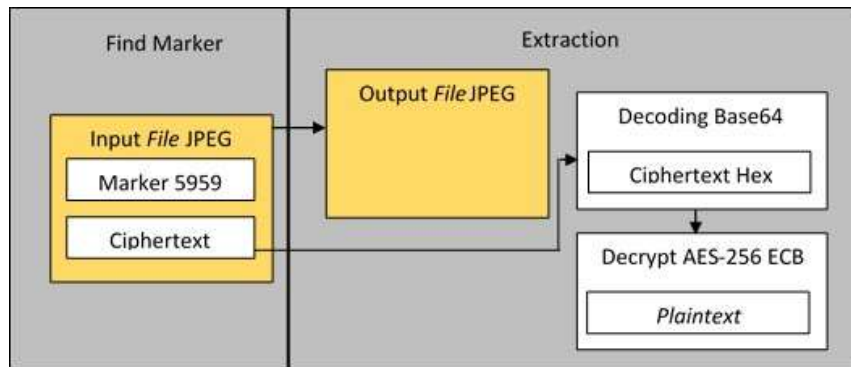 Find Marker
Extraction
Input File JPEG
Marker 5959
Ciphertext
Output File JPEG
Decoding Base64
Ciphertext Hex
Decrypt AES-256 ECB
Plaintext